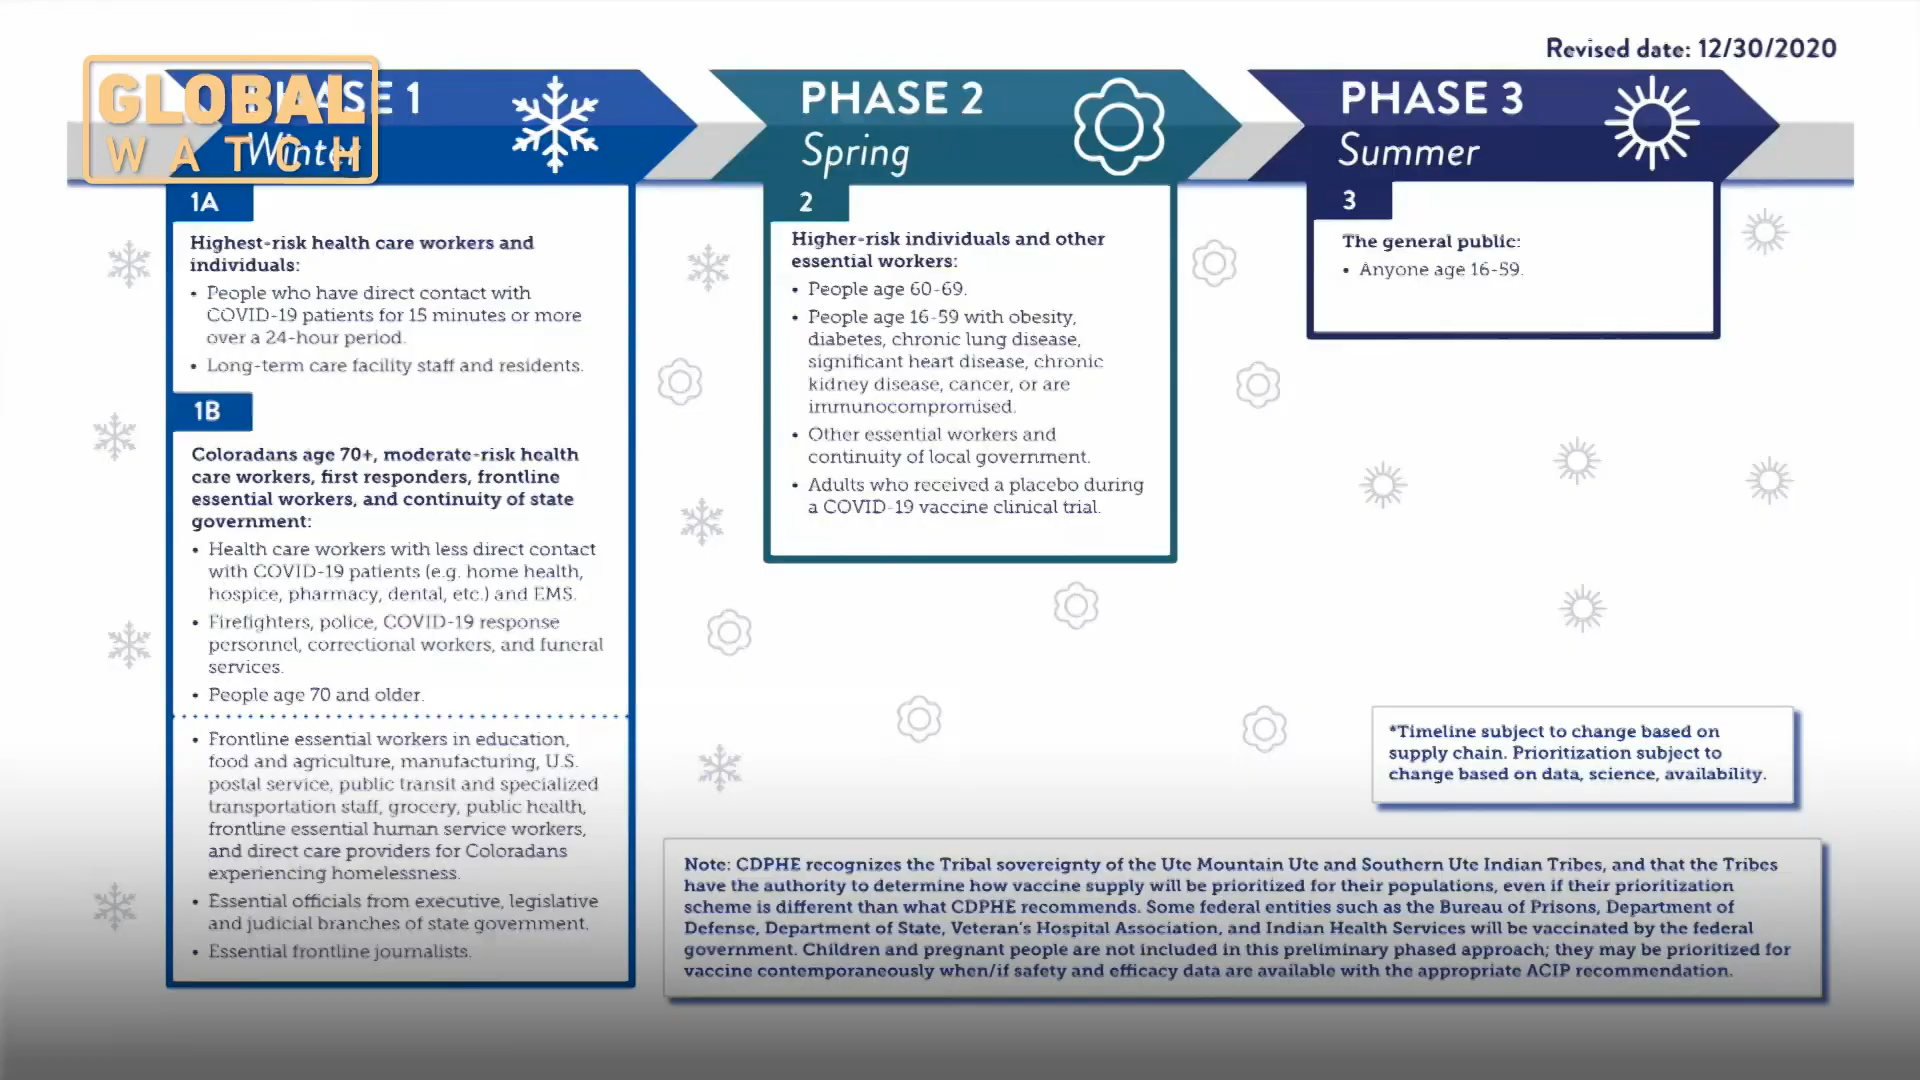 Revised date: 12/30/2020
GLOBAL
WATCH
PHASE 1
Winter
1A
Highest-risk health care workers and
individuals:
• People who have direct contact with
COVID-19 patients for 15 minutes or more
over a 24-hour period.
• Long-term care facility staff and residents.
1B
Coloradans age 70+, moderate-risk health
care workers, first responders, frontline
essential workers, and continuity of state
government:
• Health care workers with less direct contact
with COVID-19 patients (e.g. home health,
hospice, pharmacy, dental, etc.) and EMS.
• Firefighters, police, COVID-19 response
personnel, correctional workers, and funeral
services.
• People age 70 and older.
• Frontline essential workers in education,
food and agriculture, manufacturing, U.S.
postal service, public transit and specialized
transportation staff, grocery, public health,
frontline essential human service workers,
and direct care providers for Coloradans
experiencing homelessness.
• Essential officials from executive, legislative
and judicial branches of state government.
• Essential frontline journalists.
PHASE 2
Spring
2
Higher-risk individuals and other
essential workers:
• People age 60-69.
• People age 16-59 with obesity,
diabetes, chronic lung disease,
significant heart disease, chronic
kidney disease, cancer, or are
immunocompromised.
• Other essential workers and
continuity of local government.
• Adults who received a placebo during
a COVID-19 vaccine clinical trial.
PHASE 3
Summer
3
The general public:
• Anyone age 16-59.
*Timeline subject to change based on
supply chain. Prioritization subject to
change based on data, science, availability.
Note: CDPHE recognizes the Tribal sovereignty of the Ute Mountain Ute and Southern Ute Indian Tribes, and that the Tribes
have the authority to determine how vaccine supply will be prioritized for their populations, even if their prioritization
scheme is different than what CDPHE recommends. Some federal entities such as the Bureau of Prisons, Department of
Defense, Department of State, Veteran's Hospital Association, and Indian Health Services will be vaccinated by the federal
government. Children and pregnant people are not included in this preliminary phased approach; they may be prioritized for
vaccine contemporaneously when/if safety and efficacy data are available with the appropriate ACIP recommendation.